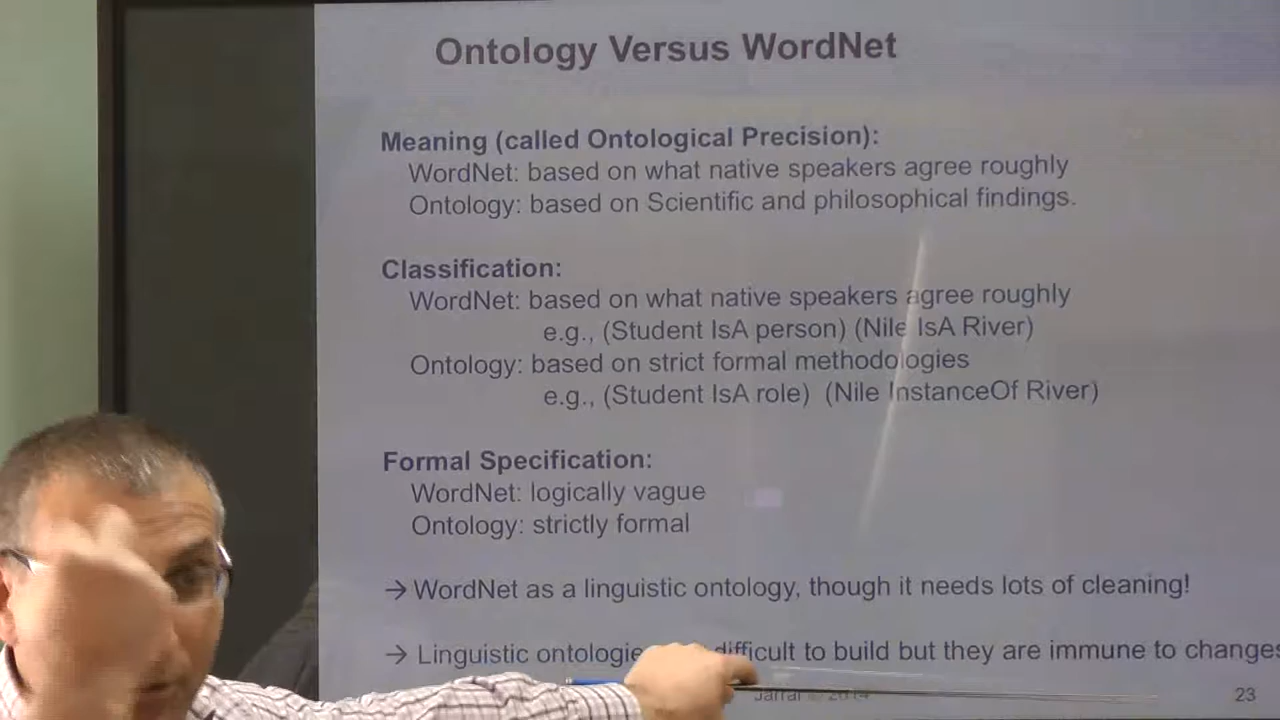 Ontology Versus WordNet
Meaning (called Ontological Precision):
WordNet: based on what native speakers agree roughly
Ontology: based on Scientific and philosophical findings.
Classification:
WordNet: based on what native speakers agree roughly
e.g., (Student IsA person) (Nile IsA River)
Ontology: based on strict formal methodologies
e.g., (Student IsA role) (Nile InstanceOf River)
Formal Specification:
WordNet: logically vague
Ontology: strictly formal
→ WordNet as a linguistic ontology, though it needs lots of cleaning!
→ Linguistic difficult to build but they are immune to changes
23